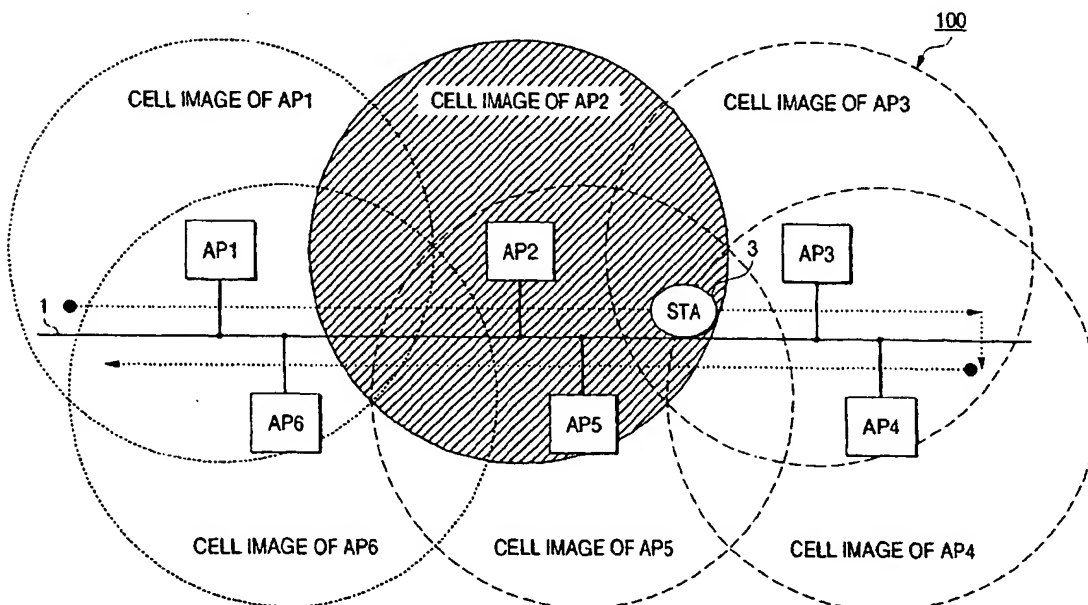 100
CELL IMAGE OF AP1
CELL IMAGE OF AP2
CELL IMAGE OF AP3
AP1
AP2
AP3
3
STA
1
AP6
AP5
AP4
CELL IMAGE OF AP6
CELL IMAGE OF AP5
CELL IMAGE OF AP4